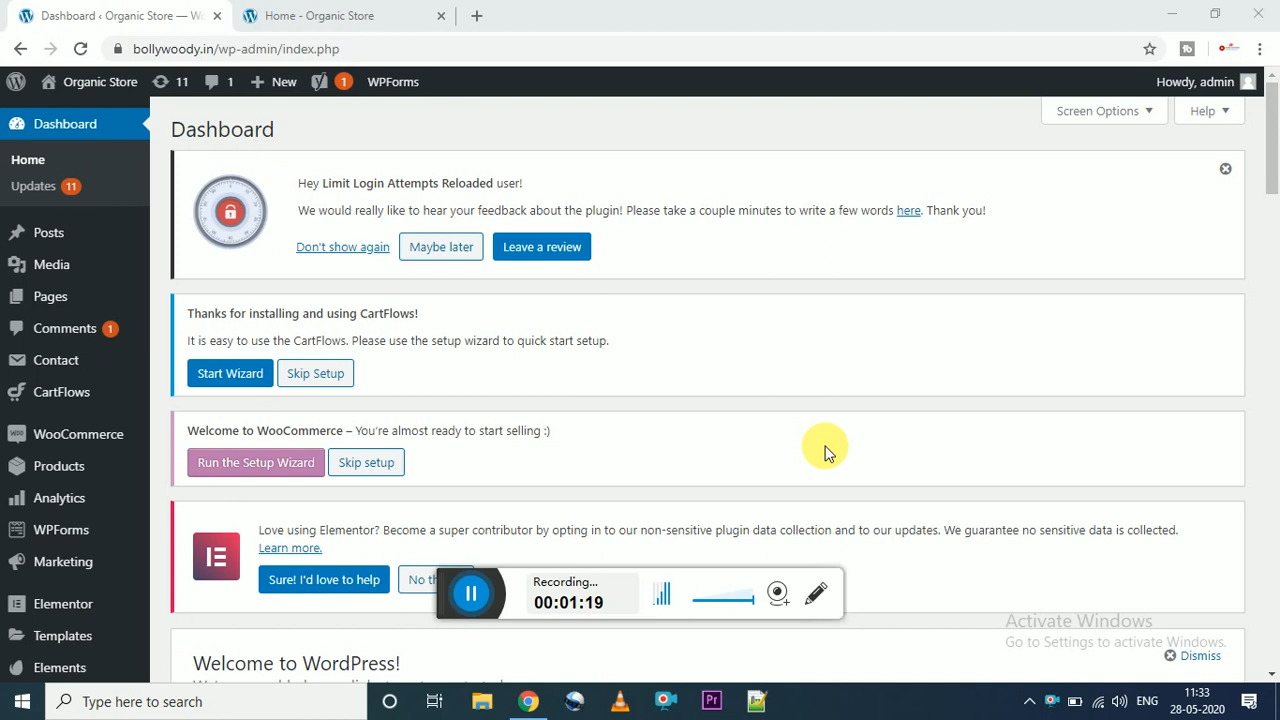 Dashboard ‹ Organic Store — Wo
Home - Organic Store
bollywoody.in/wp-admin/index.php
Organic Store
11
1
New
1
WPForms
Howdy, admin
Dashboard
Home
Updates 11
Posts
Media
Pages
Comments 1
Contact
CartFlows
WooCommerce
Products
Analytics
WPForms
Marketing
Elementor
Templates
Elements
Screen Options
Help
Dashboard
Hey Limit Login Attempts Reloaded user!
We would really like to hear your feedback about the plugin! Please take a couple minutes to write a few words here. Thank you!
Don't show again
Maybe later
Leave a review
Thanks for installing and using CartFlows!
It is easy to use the CartFlows. Please use the setup wizard to quick start setup.
Start Wizard
Skip Setup
Welcome to WooCommerce – You're almost ready to start selling :)
Run the Setup Wizard
Skip setup
Love using Elementor? Become a super contributor by opting in to our non-sensitive plugin data collection and to our updates. We guarantee no sensitive data is collected.
Learn more.
Sure! I'd love to help
No th
Recording...
00:01:19
Activate Windows
Go to Settings to activate Windows.
Welcome to WordPress!
Dismiss
Type here to search
Pr
ENG
11:33
28-05-2020